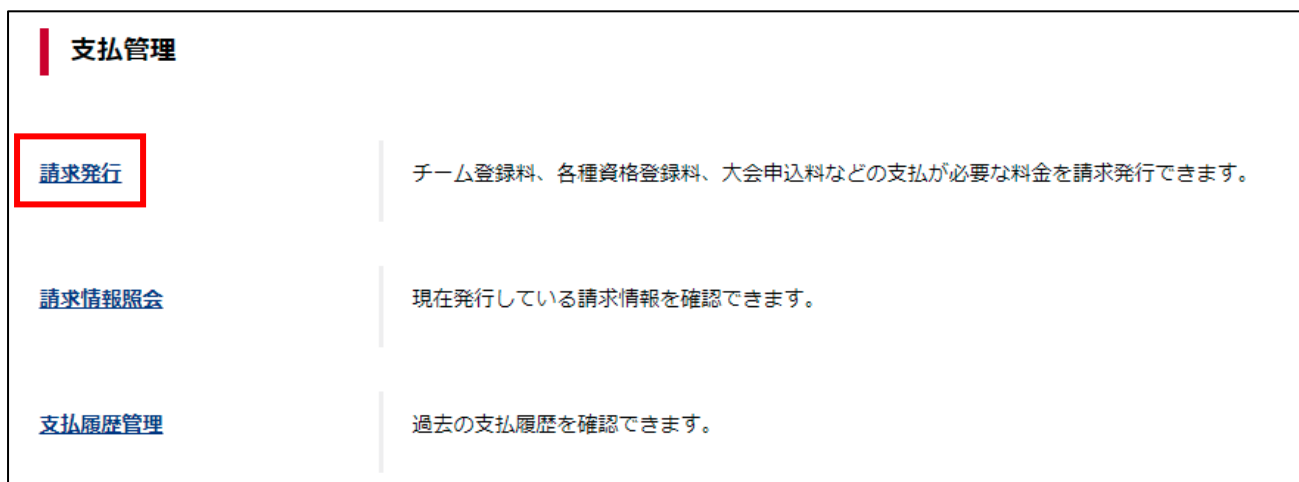 支払管理
請求発行
チーム登録料、各種資格登録料、大会申込料などの支払が必要な料金を請求発行できます。
請求情報照会
現在発行している請求情報を確認できます。
支払履歴管理
過去の支払履歴を確認できます。